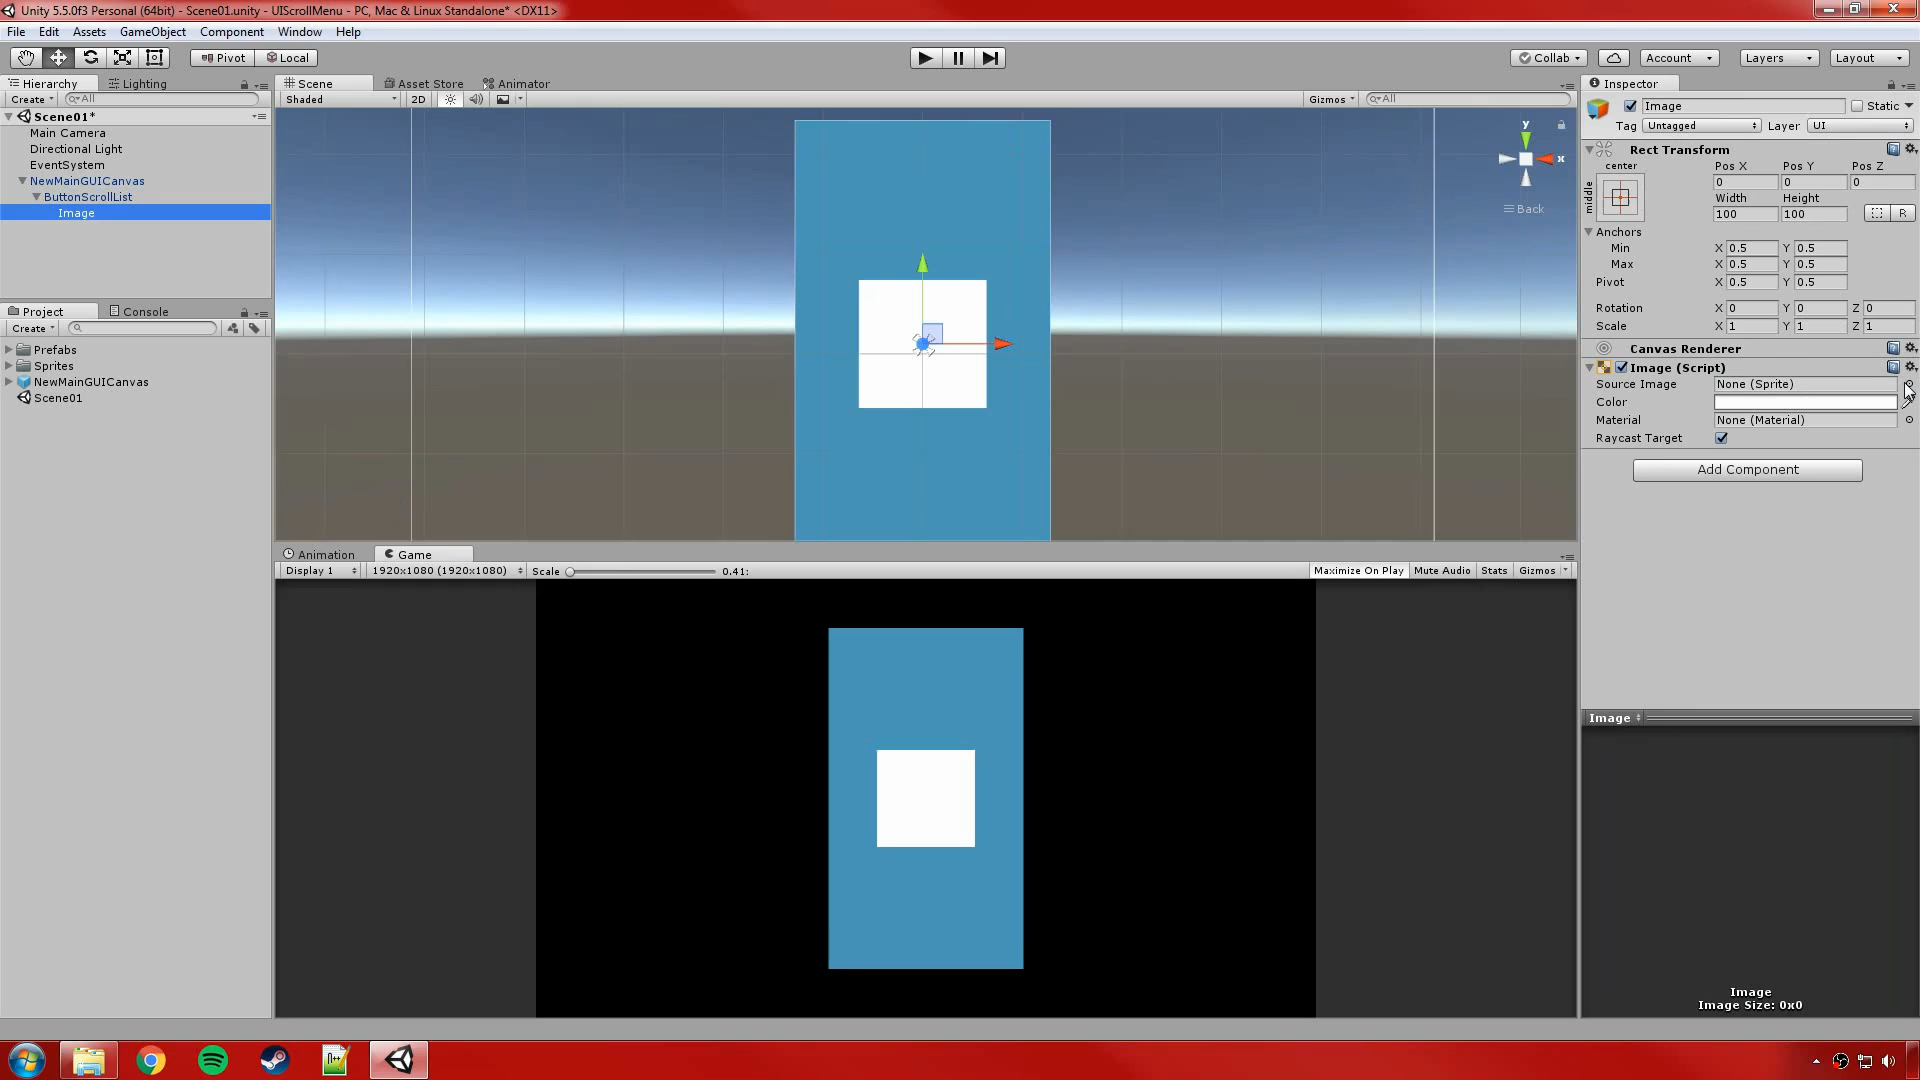 Unity 5.5.0f3 Personal (64bit) - Scene01.unity - UIScrollMenu - PC, Mac & Linux Standalone* <DX11>
File Edit Assets GameObject Component Window Help
Pivot Local Collab Account Layers Layout
Hierarchy Lighting
Create All
Scene01*
Main Camera
Directional Light
EventSystem
NewMainGUICanvas
ButtonScrollList
Image
Project Console
Create
Prefabs
Sprites
NewMainGUICanvas
Scene01
Scene Asset Store Animator
Shaded 2D Gizmos All
y
x
Back
Animation Game
Display 1 1920x1080 (1920x1080) Scale 0.41: Maximize On Play Mute Audio Stats Gizmos
Inspector
Image Static
Tag Untagged Layer UI
Rect Transform
center Pos X Pos Y Pos Z
middle 0 0 0
Width Height
100 100 R
Anchors
Min X 0.5 Y 0.5
Max X 0.5 Y 0.5
Pivot X 0.5 Y 0.5
Rotation X 0 Y 0 Z 0
Scale X 1 Y 1 Z 1
Canvas Renderer
Image (Script)
Source Image None (Sprite)
Color
Material None (Material)
Raycast Target
Add Component
Image
Image
Image Size: 0x0